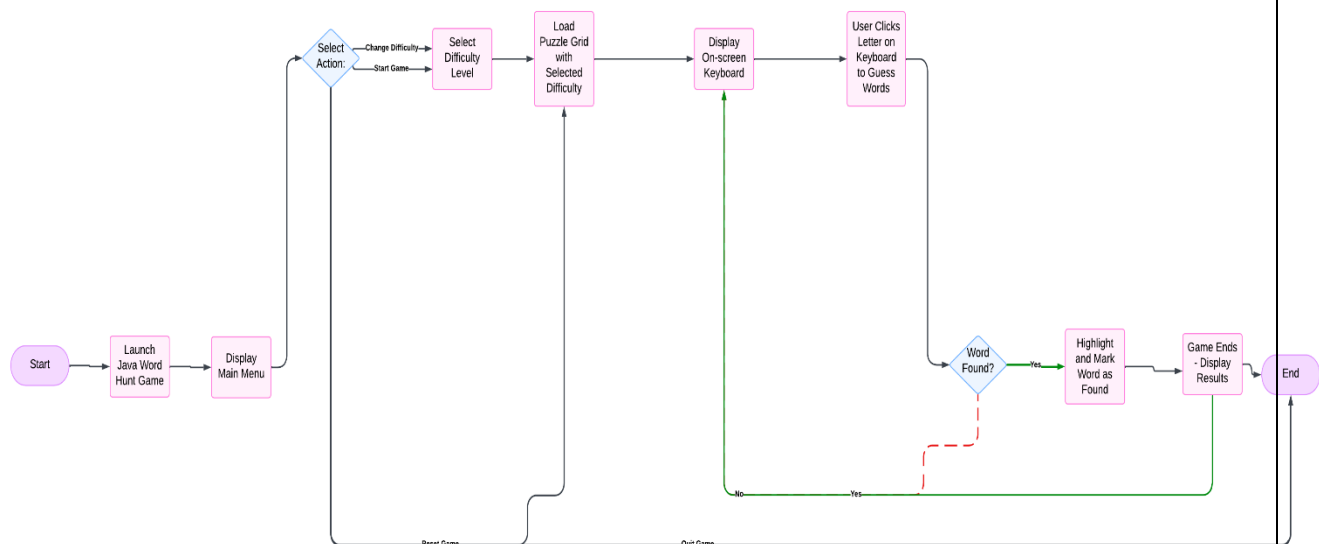 Select
Action:
Change Difficulty
Start Game
Select
Difficulty
Level
Load
Puzzle Grid
with
Selected
Difficulty
Display
On-screen
Keyboard
User Clicks
Letter on
Keyboard
to Guess
Words
Start
Launch
Java Word
Hunt Game
Display
Main Menu
Word
Found?
Yes
Highlight
and Mark
Word as
Found
Game Ends
- Display
Results
End
No
Yes
Reset Game
Quit Game